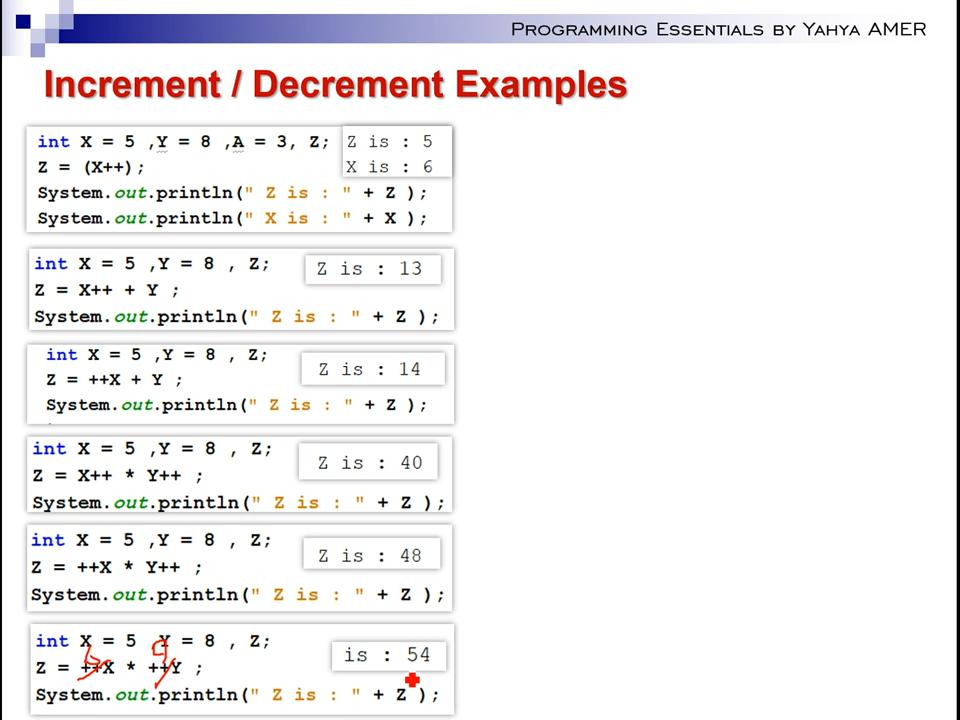 Programming Essentials by Yahya AMER
Increment / Decrement Examples
int X = 5 ,Y = 8 ,A = 3, Z;
Z = (X++);
System.out.println(" Z is : " + Z );
System.out.println(" X is : " + X );
Z is : 5
X is : 6
int X = 5 ,Y = 8 , Z;
Z = X++ + Y ;
System.out.println(" Z is : " + Z );
Z is : 13
int X = 5 ,Y = 8 , Z;
Z = ++X + Y ;
System.out.println(" Z is : " + Z );
Z is : 14
int X = 5 ,Y = 8 , Z;
Z = X++ * Y++ ;
System.out.println(" Z is : " + Z );
Z is : 40
int X = 5 ,Y = 8 , Z;
Z = ++X * Y++ ;
System.out.println(" Z is : " + Z );
Z is : 48
int X = 5 Y = 8 , Z;
Z = ++X * ++Y ;
System.out.println(" Z is : " + Z );
is : 54